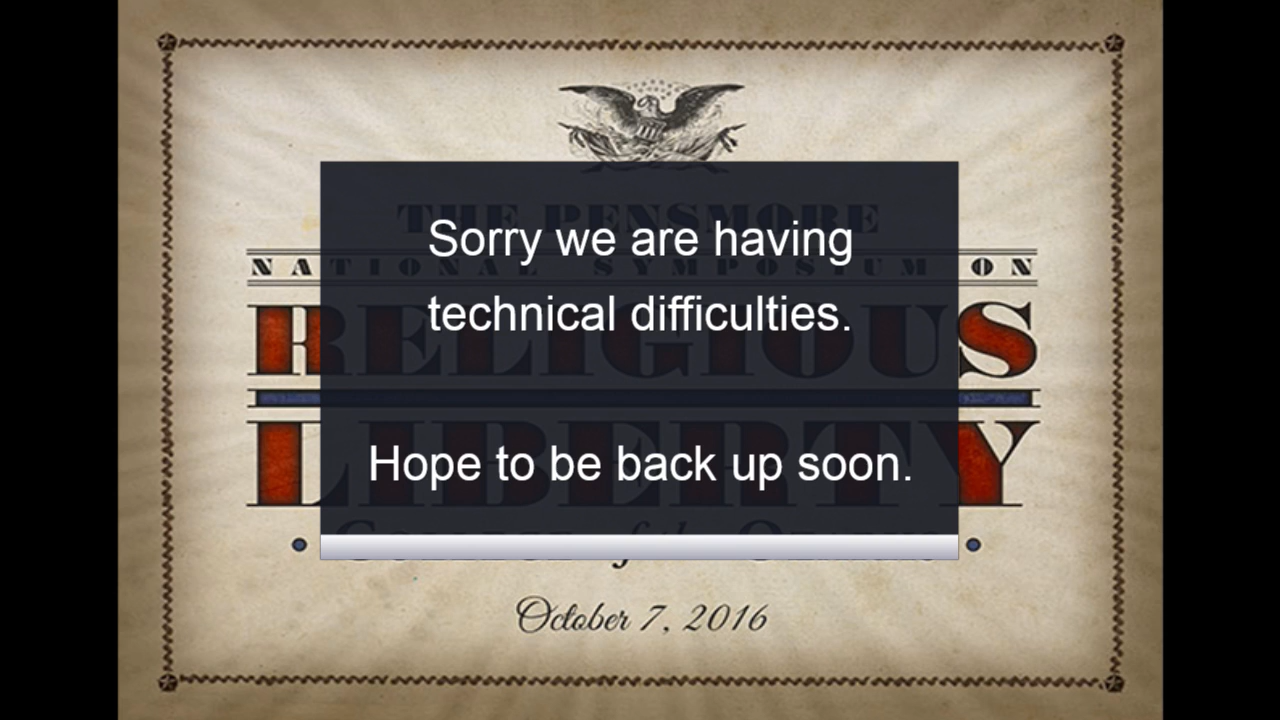 THE PENSMORE
NATIONAL SYMPOSIUM ON
RELIGIOUS
LIBERTY
October 7, 2016
Sorry we are having
technical difficulties.
Hope to be back up soon.